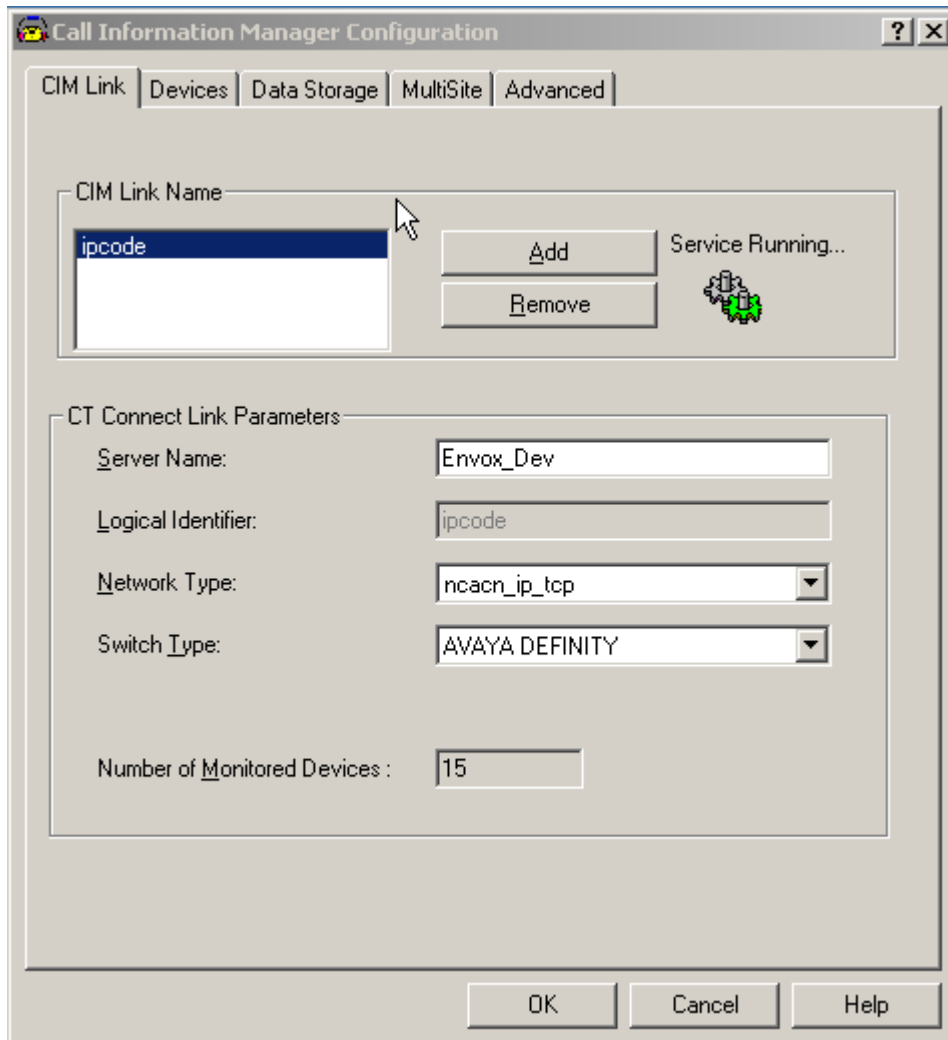 Call Information Manager Configuration
CIM Link Devices Data Storage MultiSite Advanced
CIM Link Name
ipcode
Add
Service Running...
Remove
CT Connect Link Parameters
Server Name: Envox_Dev
Logical Identifier: ipcode
Network Type: ncacn_ip_tcp
Switch Type: AVAYA DEFINITY
Number of Monitored Devices : 15
OK Cancel Help